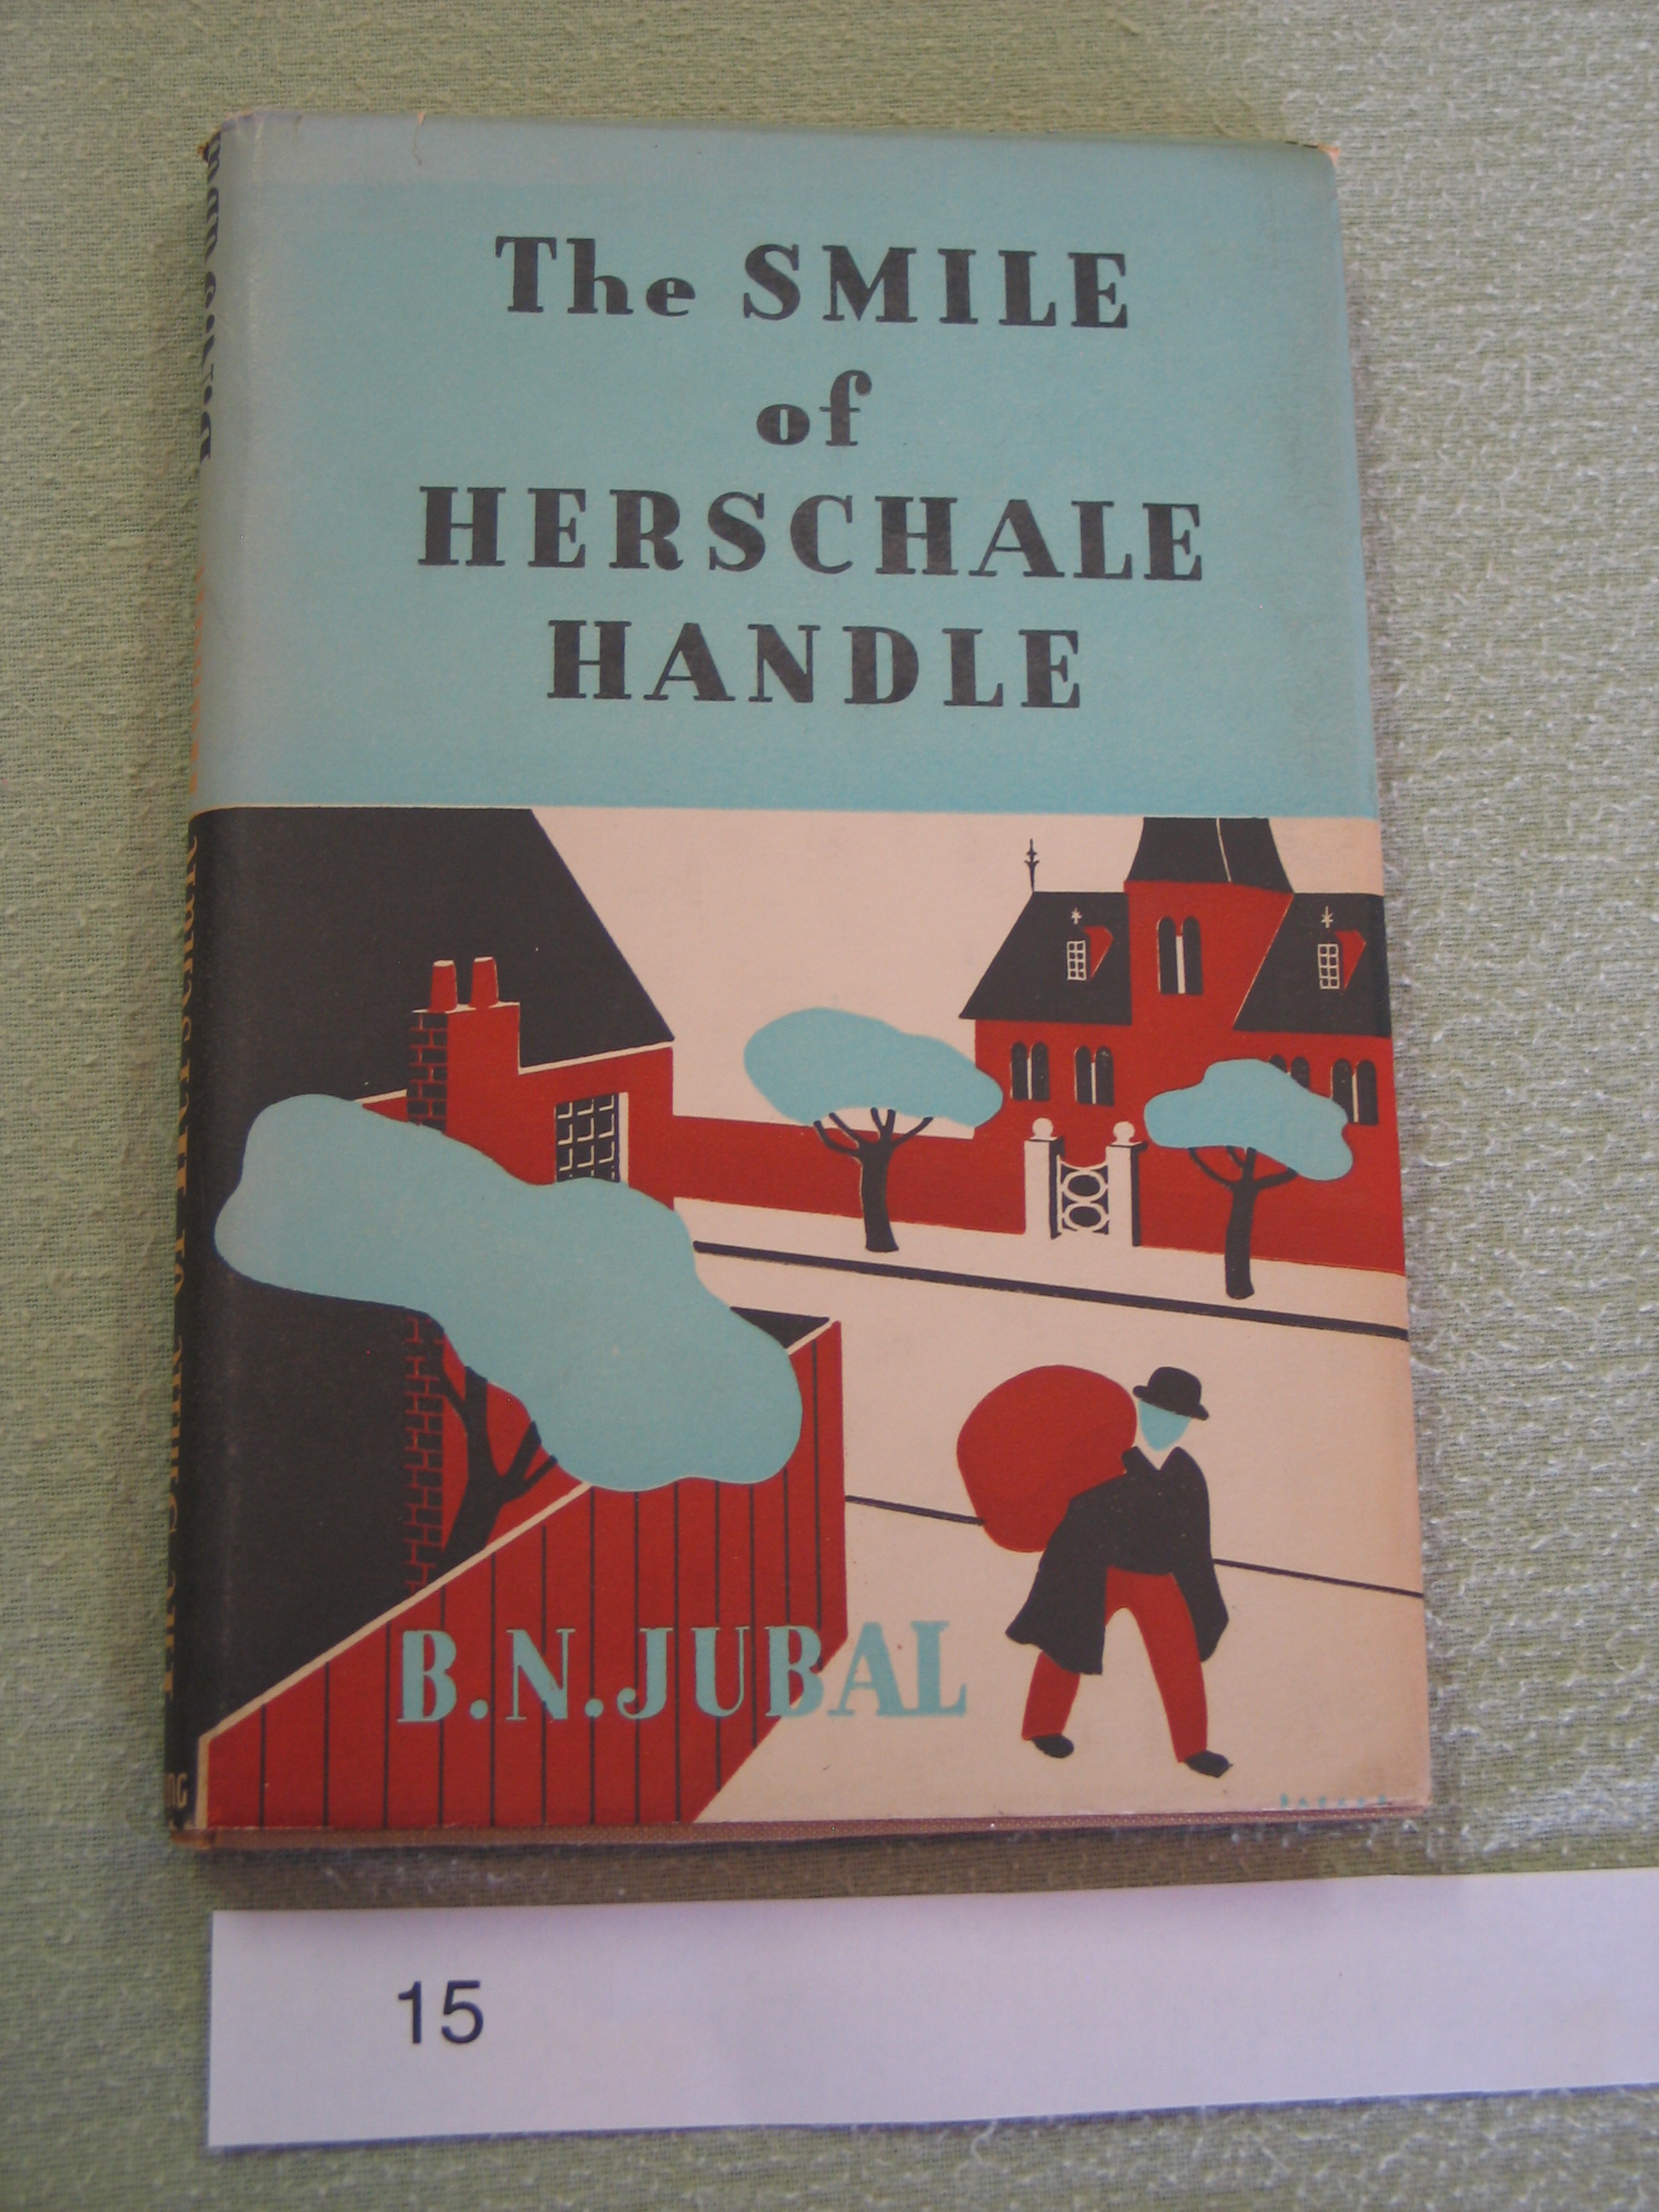 The SMILE
of
HERSCHALE
HANDLE
B.N.JUBAL
15